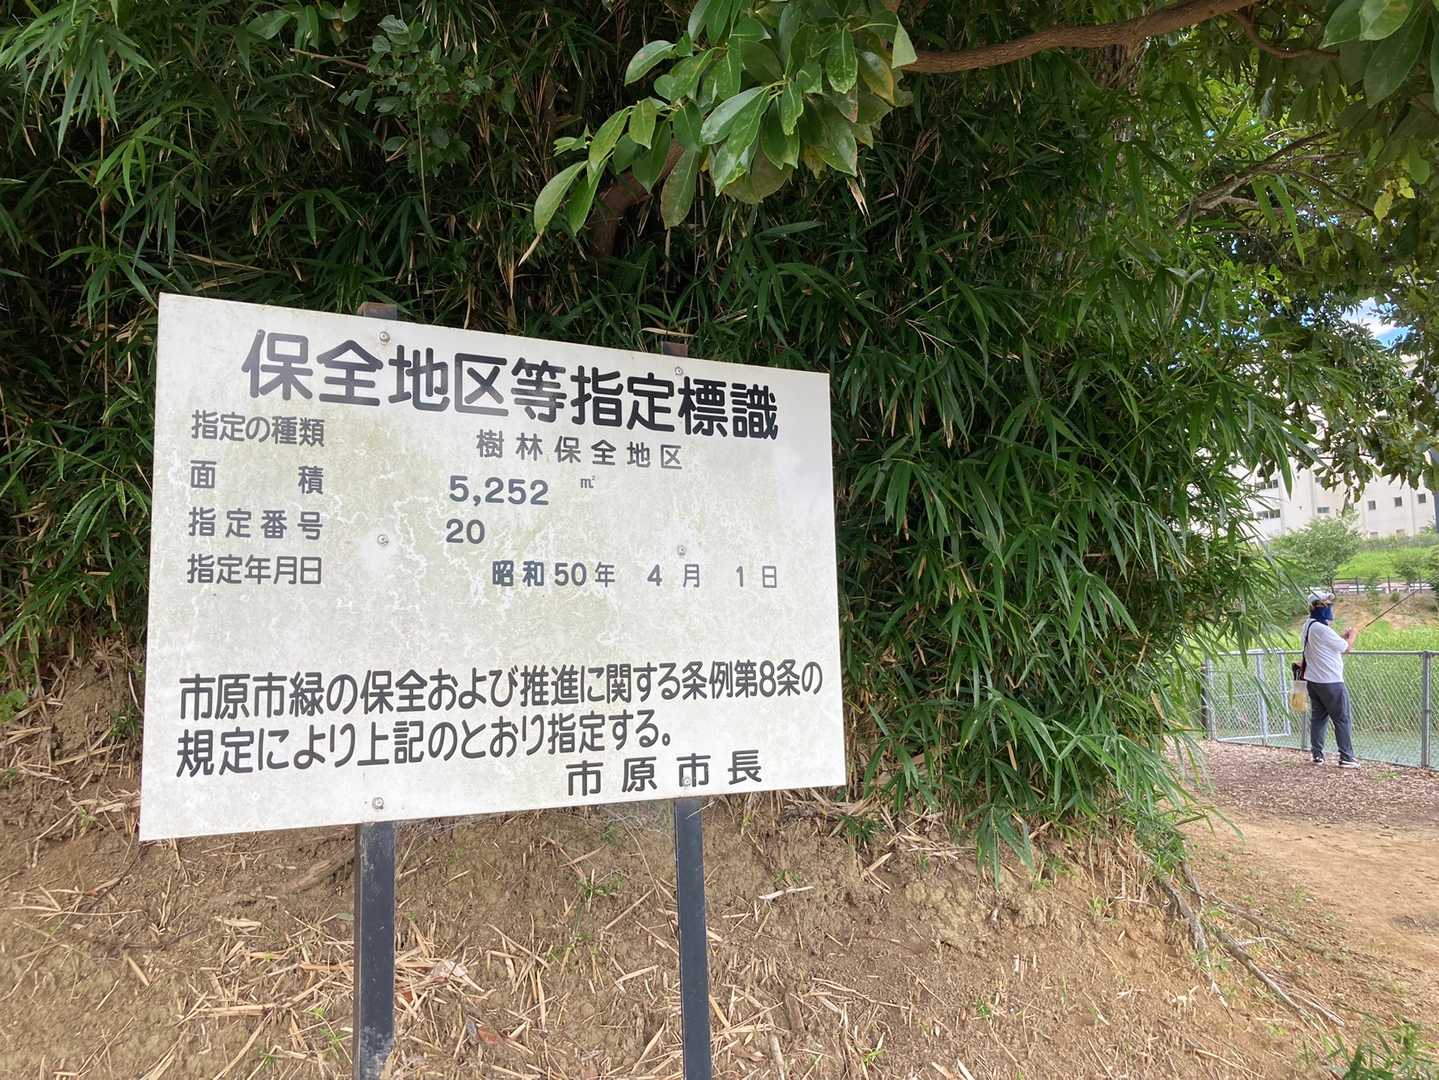 保全地区等指定標識
指定の種類 樹林保全地区
面積 5,252 ㎡
指定番号 20
指定年月日 昭和50年 4月 1日
市原市緑の保全および推進に関する条例第8条の
規定により上記のとおり指定する。
市原市長